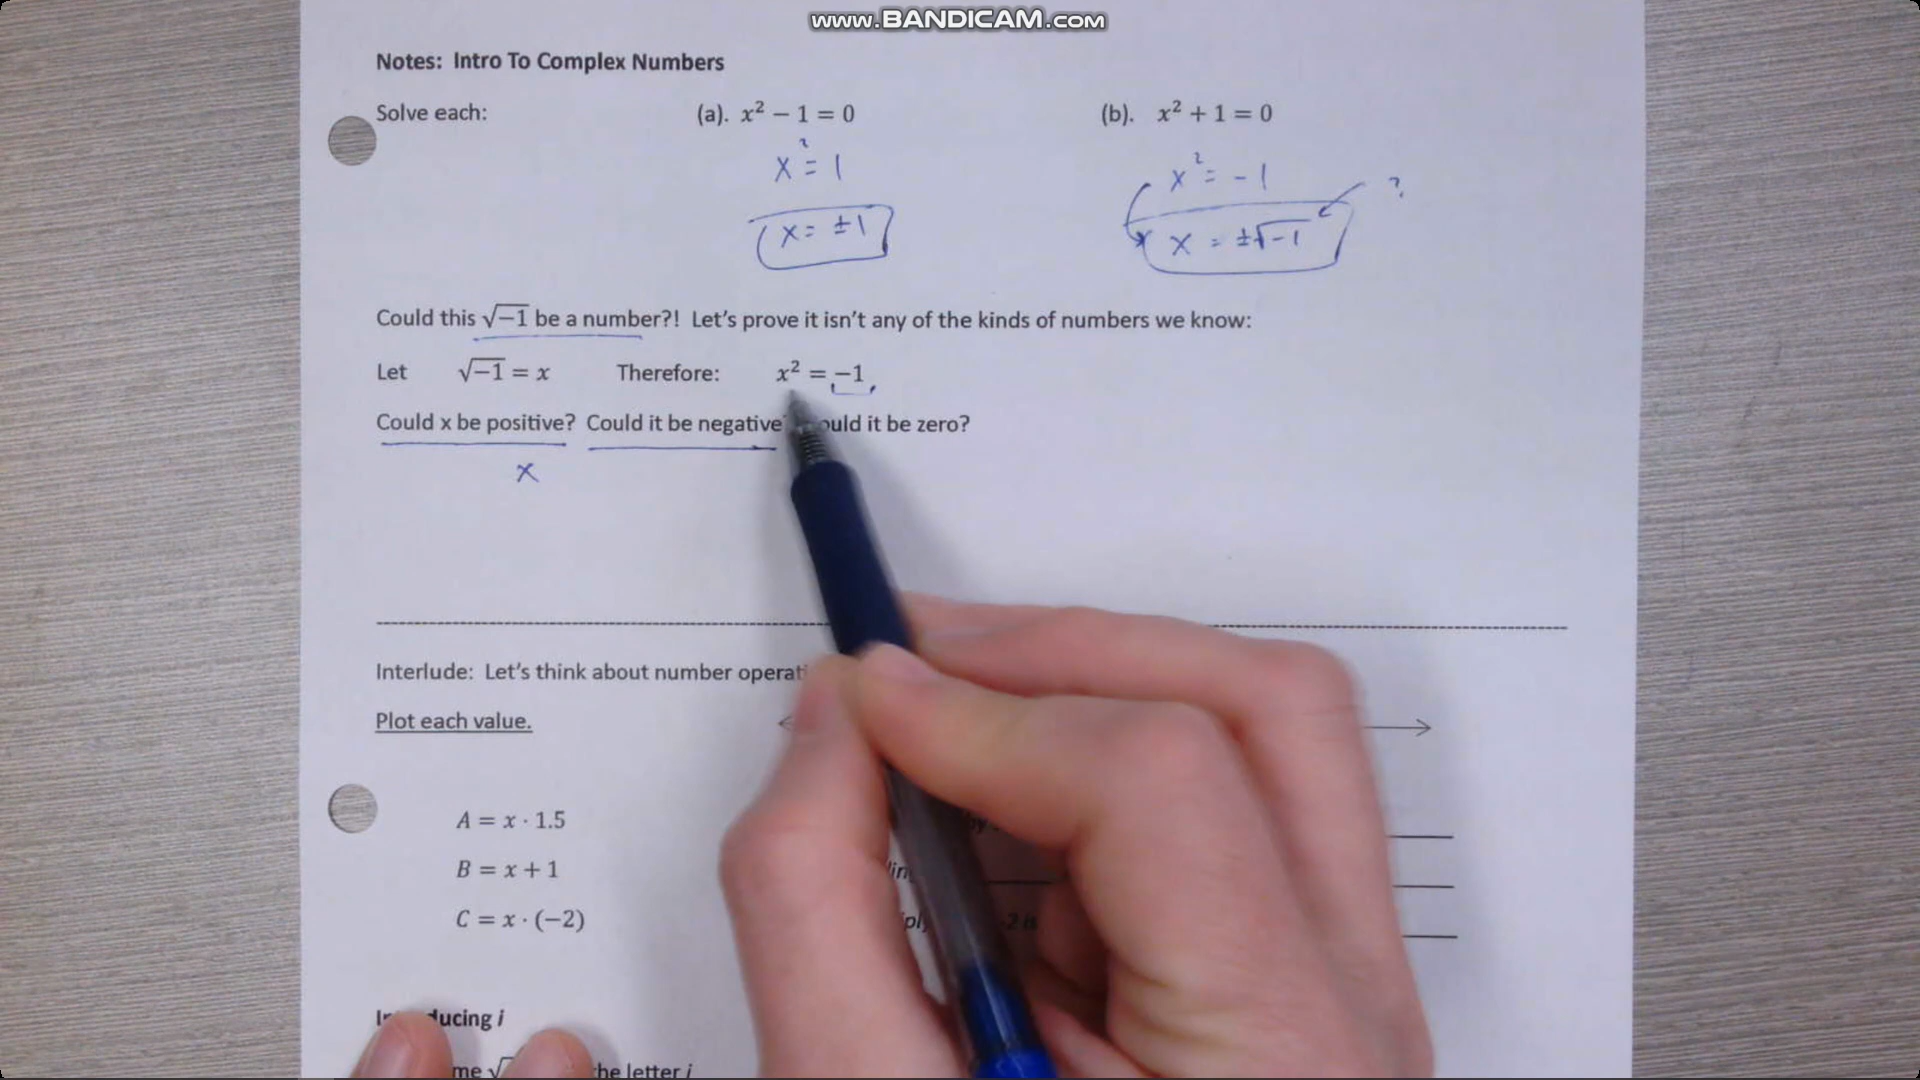 www.BANDICAM.com
Notes: Intro To Complex Numbers
Solve each: (a). x² − 1 = 0 (b). x² + 1 = 0
x² = 1 x² = -1 ?
x = ±1 x = ±√-1
Could this √−1 be a number?! Let's prove it isn't any of the kinds of numbers we know:
Let √−1 = x Therefore: x² = −1
Could x be positive? Could it be negative ould it be zero?
x
Interlude: Let's think about number operati
Plot each value.
A = x · 1.5
B = x + 1
C = x · (−2)
ducing i
me √ he letter i